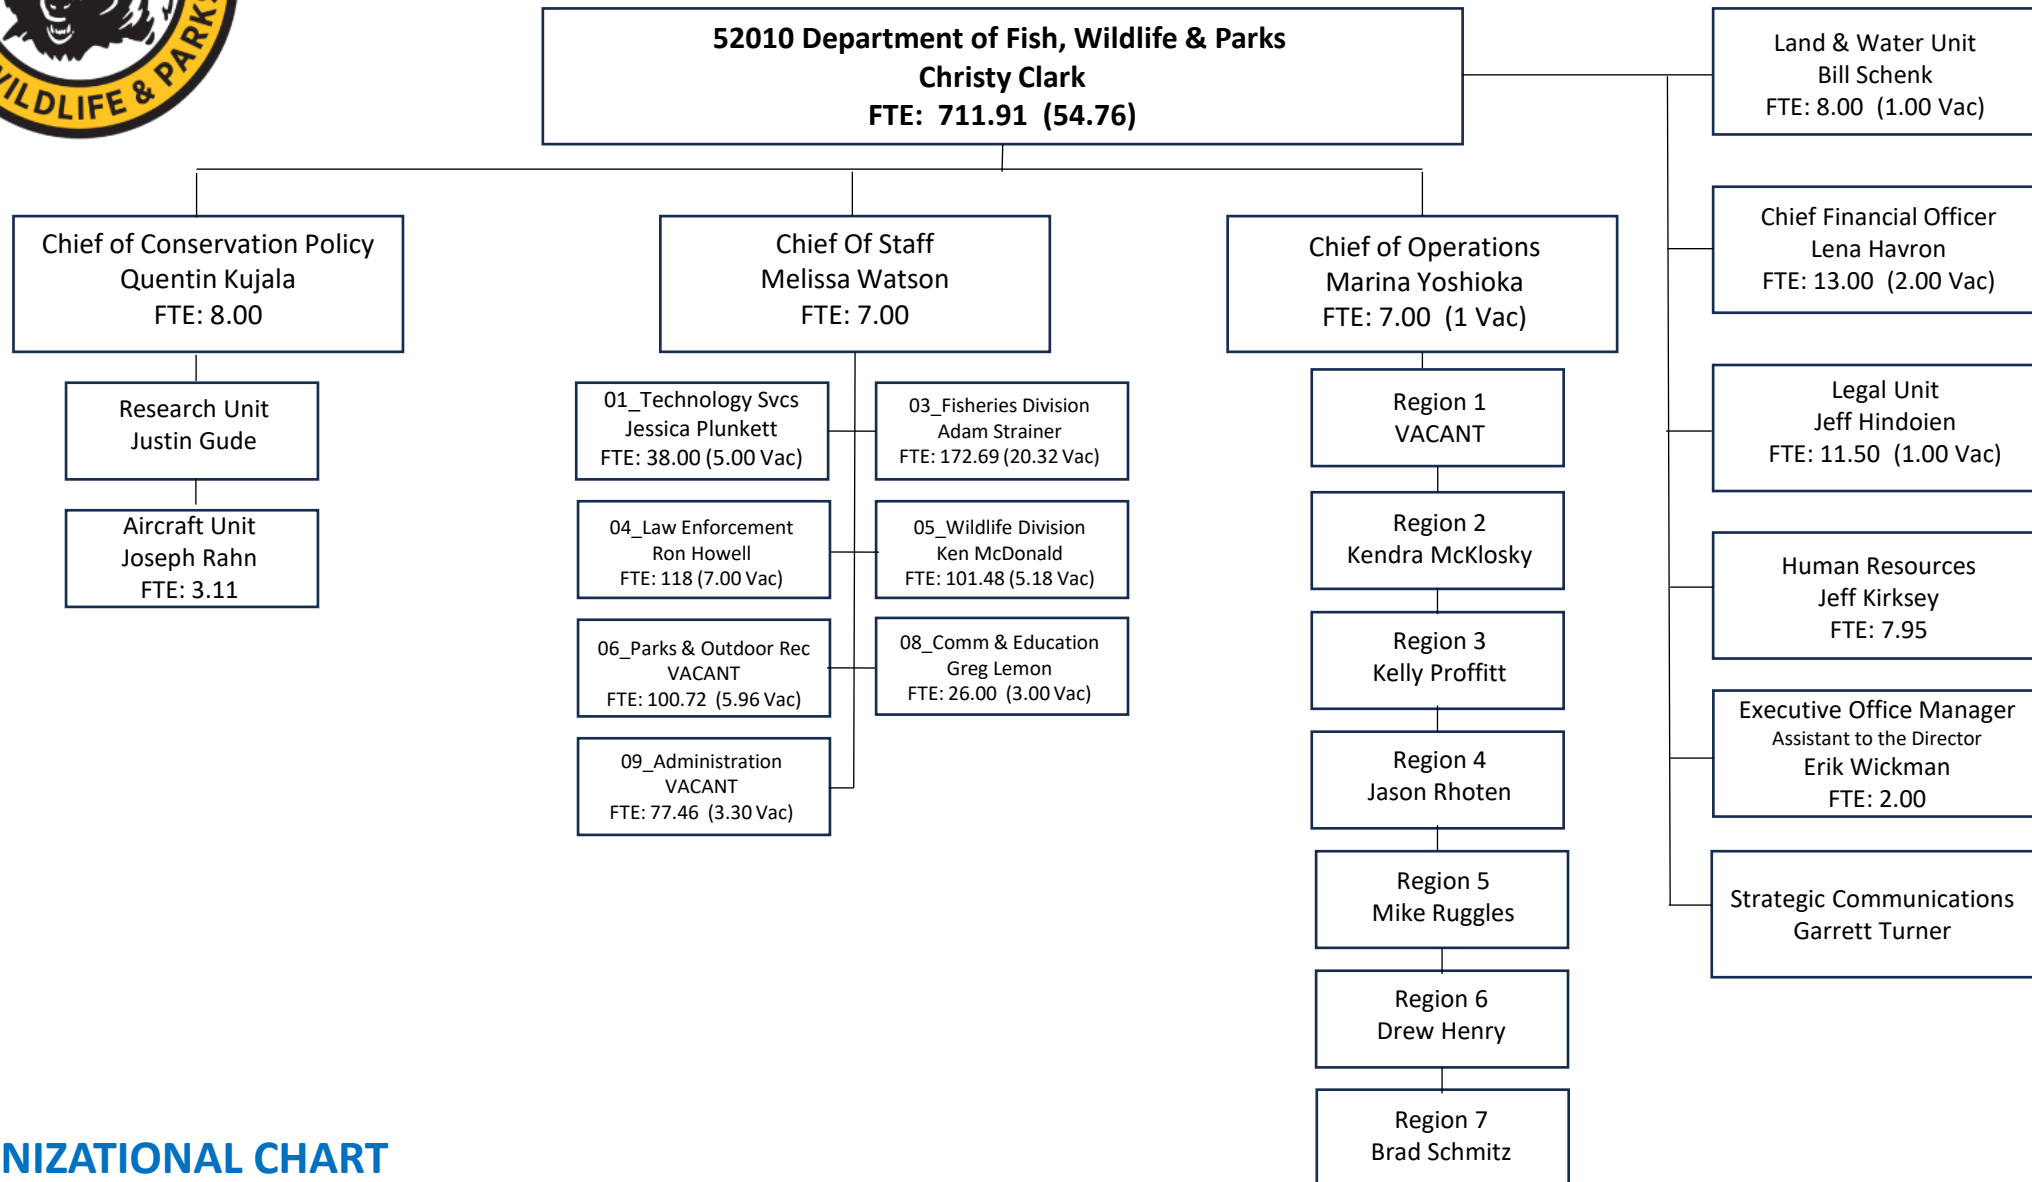 WILDLIFE & PARKS
52010 Department of Fish, Wildlife & Parks
Christy Clark
FTE: 711.91 (54.76)
Land & Water Unit
Bill Schenk
FTE: 8.00 (1.00 Vac)
Chief of Conservation Policy
Quentin Kujala
FTE: 8.00
Chief Of Staff
Melissa Watson
FTE: 7.00
Chief of Operations
Marina Yoshioka
FTE: 7.00 (1 Vac)
Chief Financial Officer
Lena Havron
FTE: 13.00 (2.00 Vac)
Research Unit
Justin Gude
Aircraft Unit
Joseph Rahn
FTE: 3.11
01_Technology Svcs
Jessica Plunkett
FTE: 38.00 (5.00 Vac)
03_Fisheries Division
Adam Strainer
FTE: 172.69 (20.32 Vac)
04_Law Enforcement
Ron Howell
FTE: 118 (7.00 Vac)
05_Wildlife Division
Ken McDonald
FTE: 101.48 (5.18 Vac)
06_Parks & Outdoor Rec
VACANT
FTE: 100.72 (5.96 Vac)
08_Comm & Education
Greg Lemon
FTE: 26.00 (3.00 Vac)
09_Administration
VACANT
FTE: 77.46 (3.30 Vac)
Region 1
VACANT
Region 2
Kendra McKlosky
Region 3
Kelly Proffitt
Region 4
Jason Rhoten
Region 5
Mike Ruggles
Region 6
Drew Henry
Region 7
Brad Schmitz
Legal Unit
Jeff Hindoien
FTE: 11.50 (1.00 Vac)
Human Resources
Jeff Kirksey
FTE: 7.95
Executive Office Manager
Assistant to the Director
Erik Wickman
FTE: 2.00
Strategic Communications
Garrett Turner
NIZATIONAL CHART